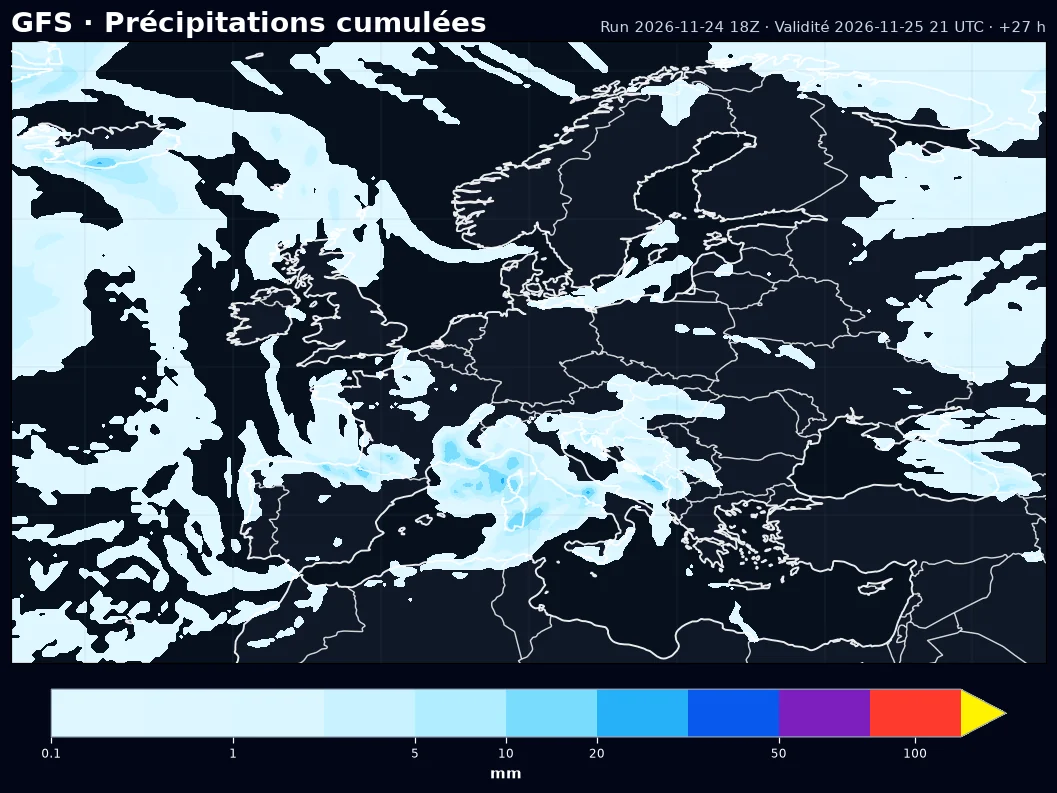 GFS · Précipitations cumulées
Run 2026-11-24 18Z · Validité 2026-11-25 21 UTC · +27 h
0.1 1 5 10 20 50 100
mm